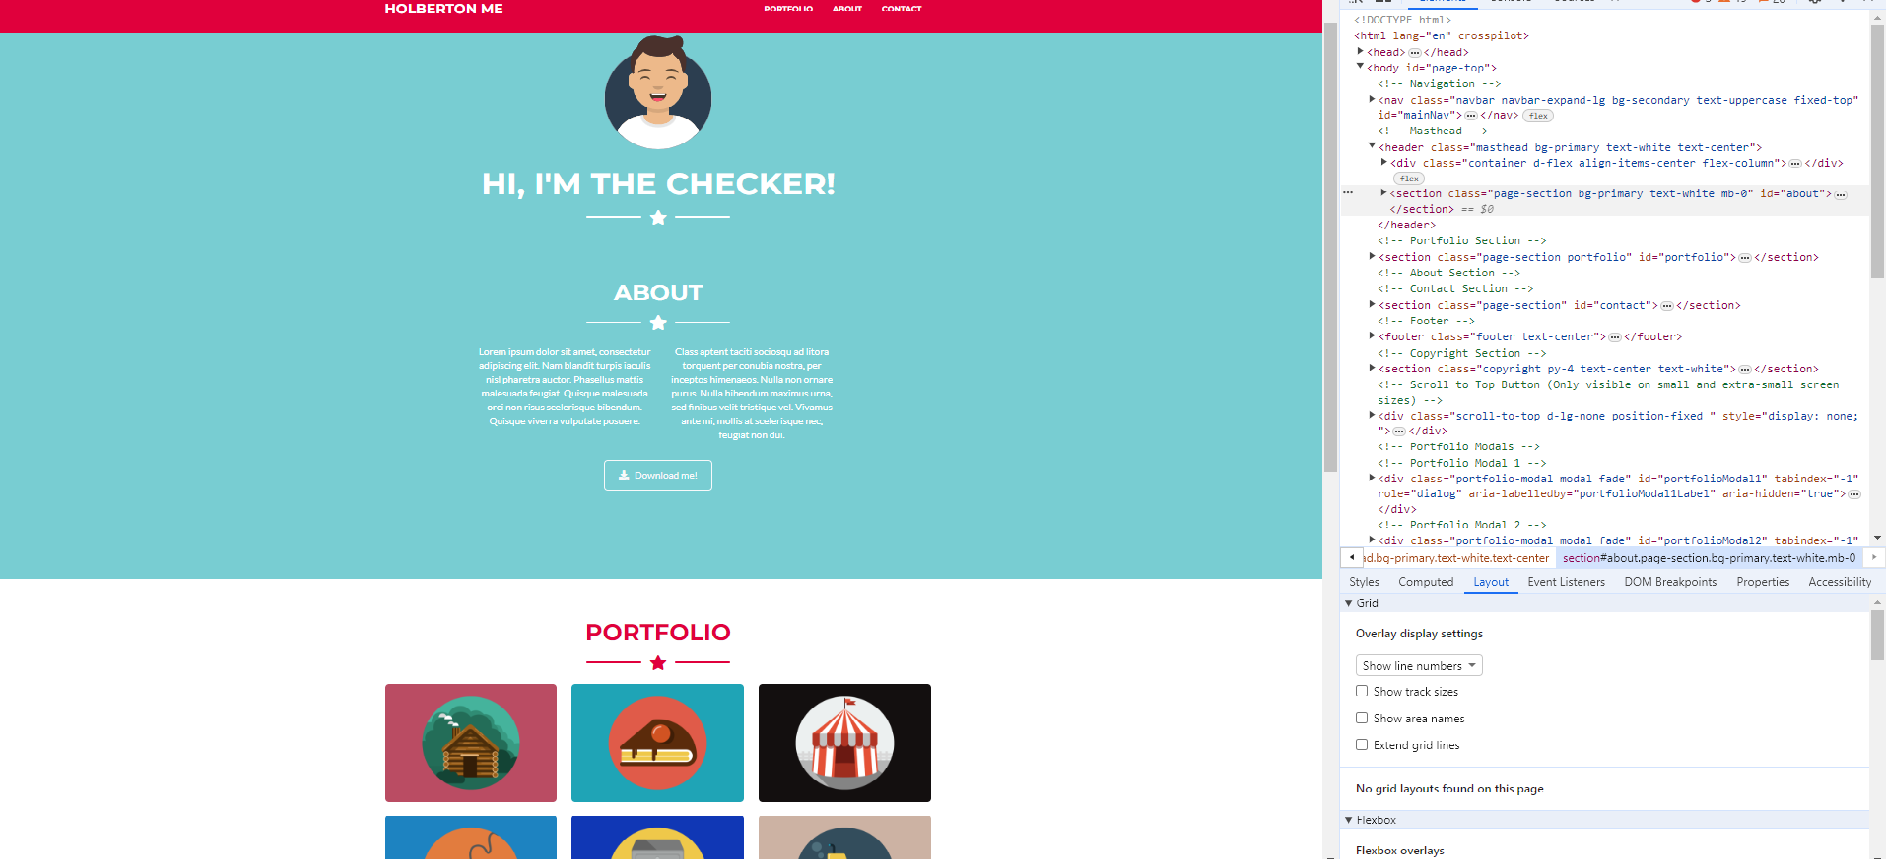 HOLBERTON ME
PORTFOLIO ABOUT CONTACT
HI, I'M THE CHECKER!
ABOUT
Lorem ipsum dolor sit amet, consectetur
adipiscing elit. Nam blandit turpis iaculis
nisl pharetra auctor. Phasellus mattis
malesuada feugiat. Quisque malesuada
orci non risus scelerisque bibendum.
Quisque viverra vulputate posuere.
Class aptent taciti sociosqu ad litora
torquent per conubia nostra, per
inceptos himenaeos. Nulla non ornare
purus. Nulla bibendum maximus urna,
sed finibus velit tristique vel. Vivamus
ante mi, mollis at scelerisque nec,
feugiat non dui.
Download me!
PORTFOLIO
<!DOCTYPE html>
<html lang="en" crosspilot>
<head>…</head>
<body id="page-top">
<!-- Navigation -->
<nav class="navbar navbar-expand-lg bg-secondary text-uppercase fixed-top"
id="mainNav">…</nav> flex
<!-- Masthead -->
<header class="masthead bg-primary text-white text-center">
<div class="container d-flex align-items-center flex-column">…</div>
flex
<section class="page-section bg-primary text-white mb-0" id="about">…
</section> == $0
</header>
<!-- Portfolio Section -->
<section class="page-section portfolio" id="portfolio">…</section>
<!-- About Section -->
<!-- Contact Section -->
<section class="page-section" id="contact">…</section>
<!-- Footer -->
<footer class="footer text-center">…</footer>
<!-- Copyright Section -->
<section class="copyright py-4 text-center text-white">…</section>
<!-- Scroll to Top Button (Only visible on small and extra-small screen
sizes) -->
<div class="scroll-to-top d-lg-none position-fixed " style="display: none;
">…</div>
<!-- Portfolio Modals -->
<!-- Portfolio Modal 1 -->
<div class="portfolio-modal modal fade" id="portfolioModal1" tabindex="-1"
role="dialog" aria-labelledby="portfolioModal1Label" aria-hidden="true">…
</div>
<!-- Portfolio Modal 2 -->
<div class="portfolio-modal modal fade" id="portfolioModal2" tabindex="-1"
ad.bg-primary.text-white.text-center section#about.page-section.bg-primary.text-white.mb-0
Styles Computed Layout Event Listeners DOM Breakpoints Properties Accessibility
Grid
Overlay display settings
Show line numbers
Show track sizes
Show area names
Extend grid lines
No grid layouts found on this page
Flexbox
Flexbox overlays